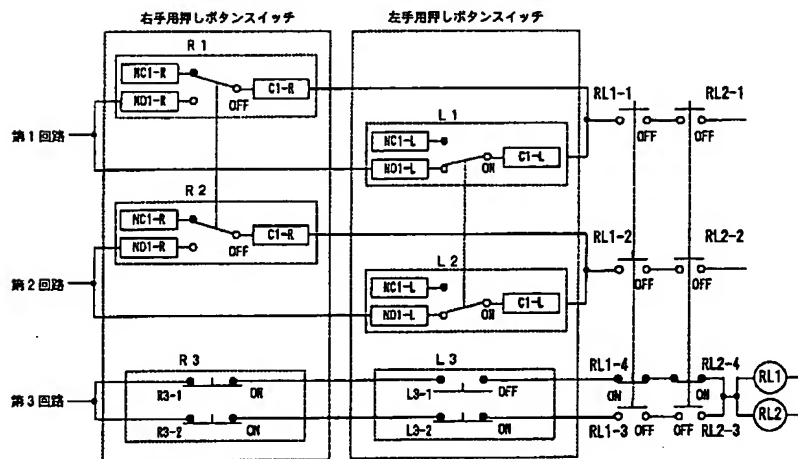 右手用押しボタンスイッチ 左手用押しボタンスイッチ
R1
NC1-R
NO1-R
OFF
C1-R
RL1-1 RL2-1
OFF OFF
第1回路
L1
NC1-L
NO1-L
ON
C1-L
R2
NC1-R
NO1-R
OFF
C1-R
RL1-2 RL2-2
OFF OFF
第2回路
L2
NC1-L
NO1-L
ON
C1-L
R3 L3
RL1-4 RL2-4
R3-1 ON L3-1 OFF ON ON RL1
第3回路
R3-2 ON L3-2 ON RL1-3 OFF OFF RL2-3 RL2